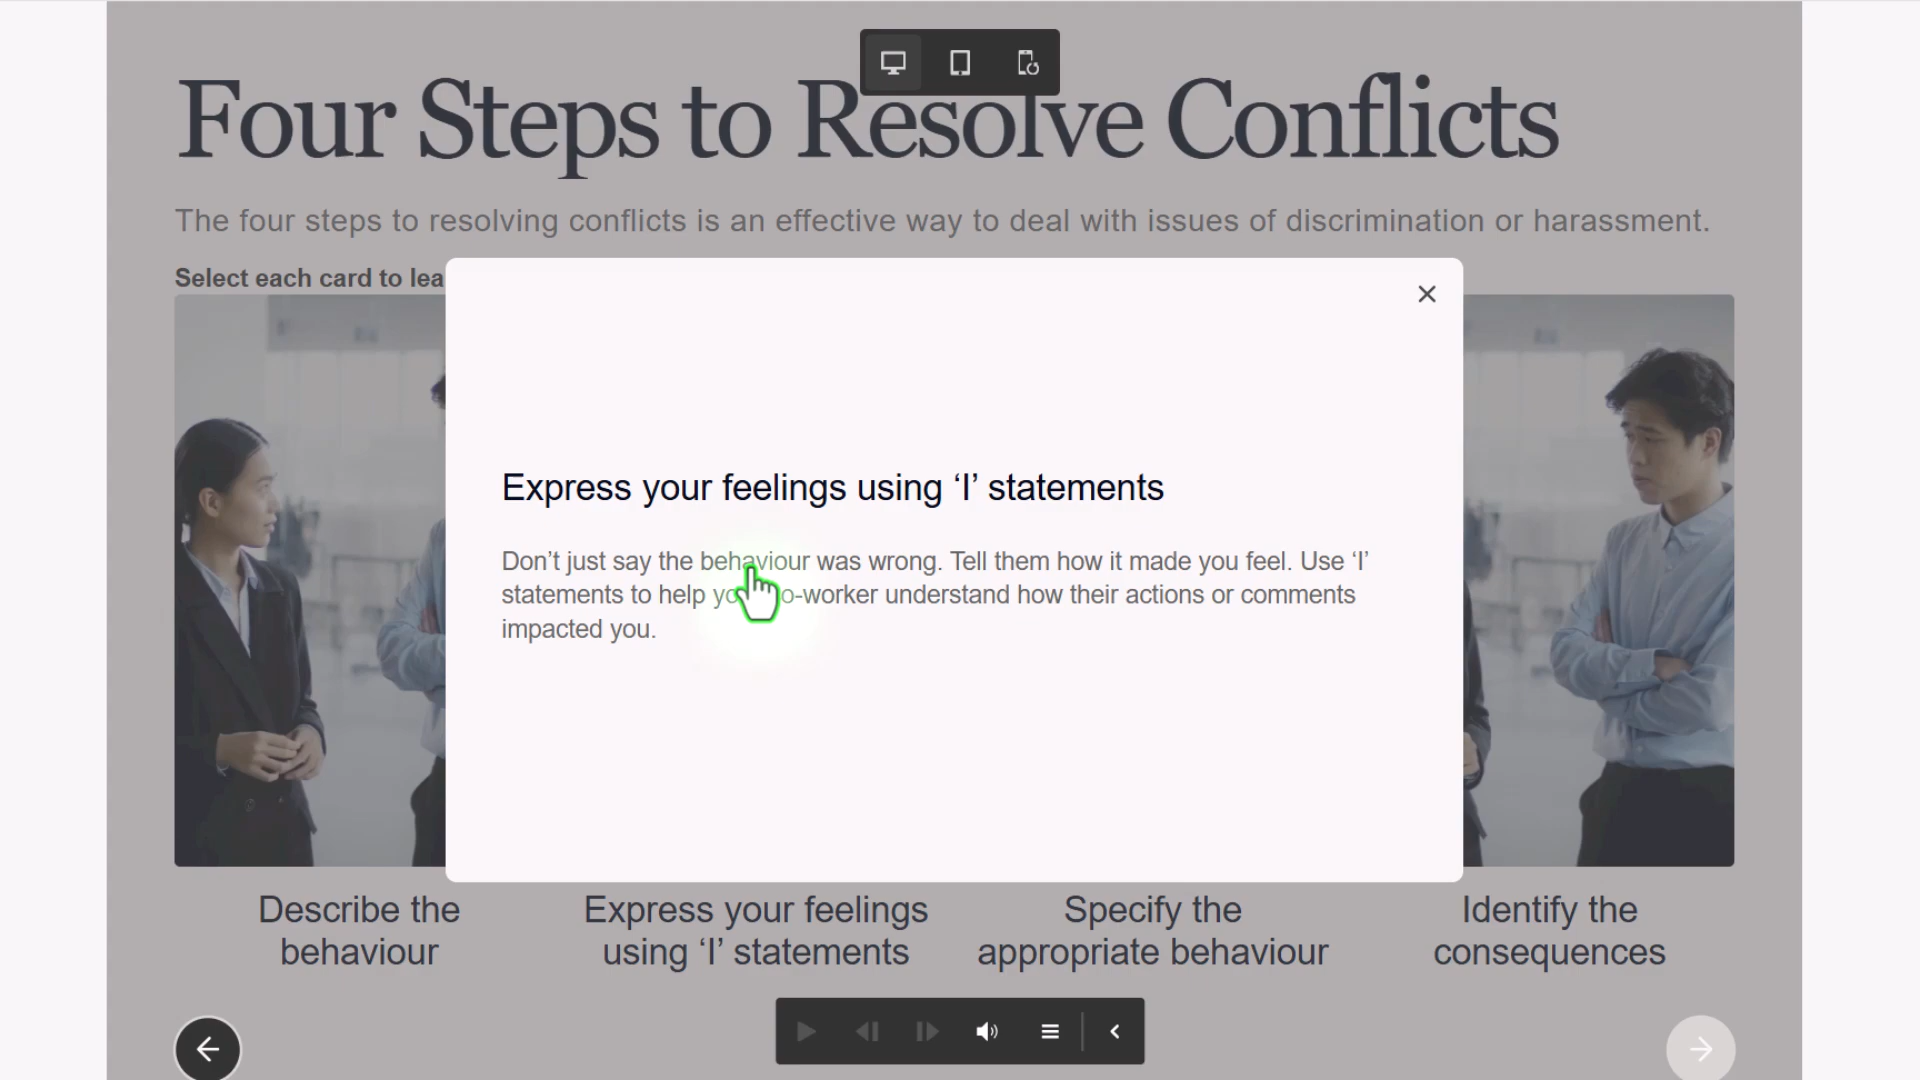 Four Steps to Resolve Conflicts
The four steps to resolving conflicts is an effective way to deal with issues of discrimination or harassment.
Select each card to
Express your feelings using ‘I’ statements
Don’t just say the behaviour was wrong. Tell them how it made you feel. Use ‘I’
statements to help co-worker understand how their actions or comments
impacted you.
Describe the
behaviour
Express your feelings
using ‘I’ statements
Specify the
appropriate behaviour
Identify the
consequences